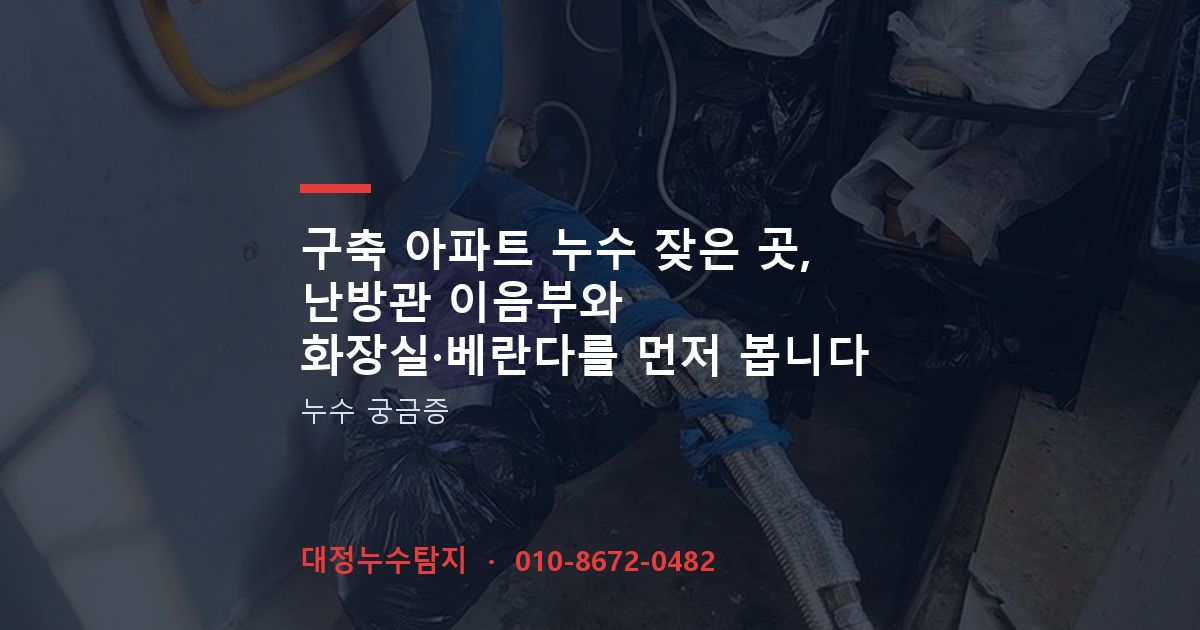 구축 아파트 누수 잦은 곳,
난방관 이음부와
화장실·베란다를 먼저 봅니다
누수 궁금증
대정누수탐지 · 010-8672-0482